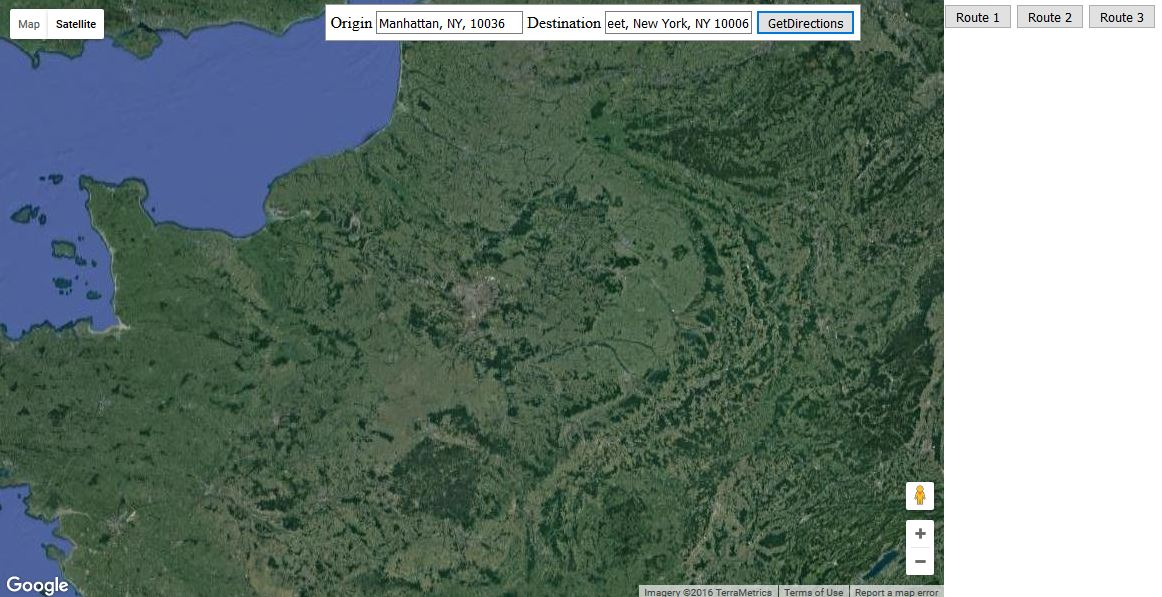 Map Satellite
Origin Manhattan, NY, 10036 Destination eet, New York, NY 10006 GetDirections
Route 1 Route 2 Route 3
+
−
Google
Imagery ©2016 TerraMetrics Terms of Use Report a map error